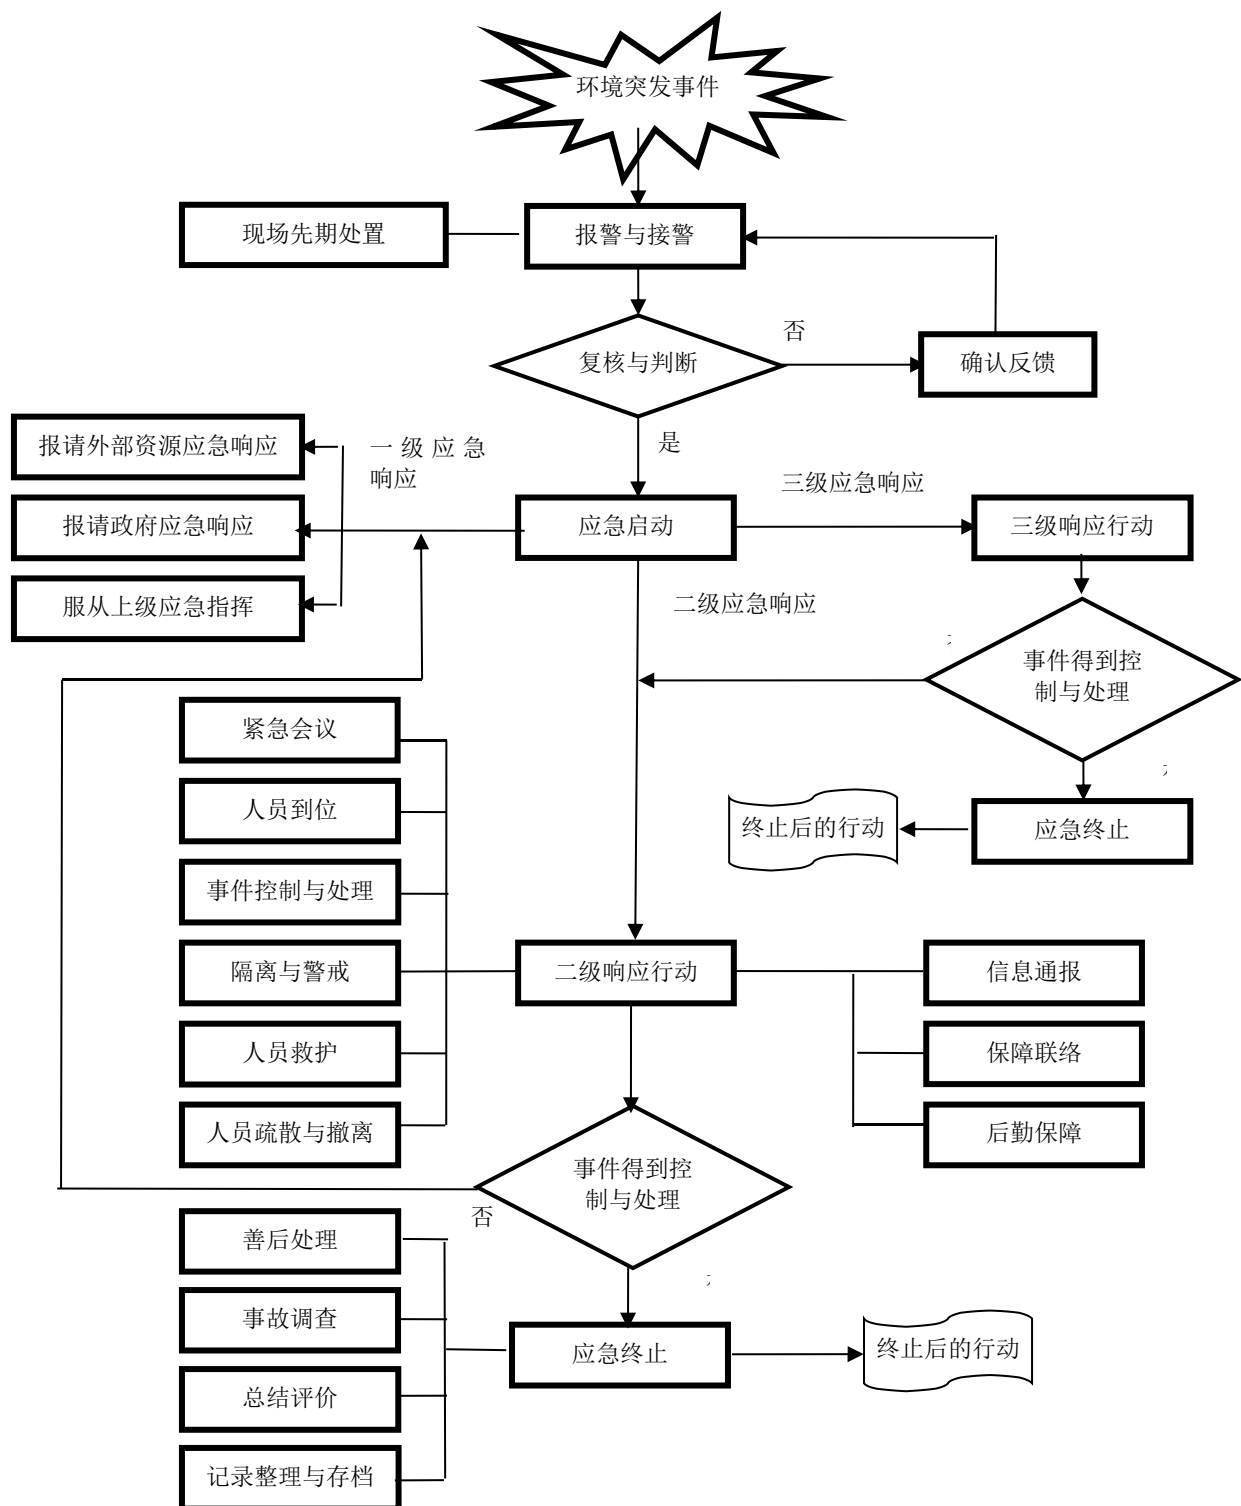 环境突发事件
现场先期处置
报警与接警
否
复核与判断
确认反馈
是
报请外部资源应急响应
一级应急
响应
三级应急响应
报请政府应急响应
应急启动
三级响应行动
服从上级应急指挥
二级应急响应
事件得到控
制与处理
紧急会议
人员到位
终止后的行动
应急终止
事件控制与处理
隔离与警戒
二级响应行动
信息通报
人员救护
保障联络
人员疏散与撤离
后勤保障
事件得到控
制与处理
否
善后处理
事故调查
应急终止
终止后的行动
总结评价
记录整理与存档